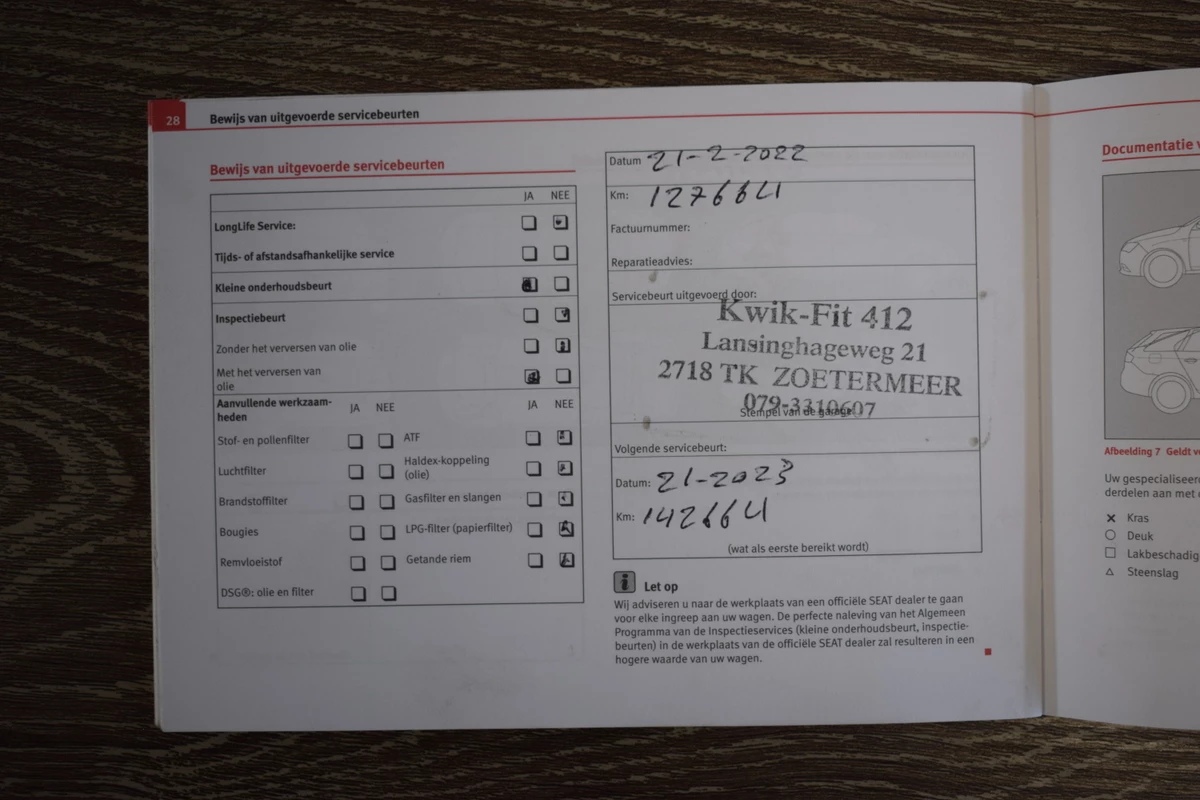 28
Bewijs van uitgevoerde servicebeurten
Bewijs van uitgevoerde servicebeurten
JA NEE
LongLife Service:
Tijds- of afstandsafhankelijke service
Kleine onderhoudsbeurt
Inspectiebeurt
Zonder het verversen van olie
Met het verversen van
olie
Aanvullende werkzaam-
heden
JA NEE
JA NEE
Stof- en pollenfilter
ATF
Luchtfilter
Haldex-koppeling
(olie)
Brandstoffilter
Gasfilter en slangen
Bougies
LPG-filter (papierfilter)
Remvloeistof
Getande riem
DSG®: olie en filter
Datum 21-2-2022
Km: 127664
Factuurnummer:
Reparatieadvies:
Servicebeurt uitgevoerd door:
Kwik-Fit 412
Lansinghageweg 21
2718 TK ZOETERMEER
079-3310607
Stempel van de garage
Volgende servicebeurt:
Datum: 21-2023
Km: 142664
(wat als eerste bereikt wordt)
i Let op
Wij adviseren u naar de werkplaats van een officiële SEAT dealer te gaan
voor elke ingreep aan uw wagen. De perfecte naleving van het Algemeen
Programma van de Inspectieservices (kleine onderhoudsbeurt, inspectie-
beurten) in de werkplaats van de officiële SEAT dealer zal resulteren in een
hogere waarde van uw wagen.
Documentatie v
Afbeelding 7 Geldt v
Uw gespecialiseer
derdelen aan met
Kras
Deuk
Lakbeschadig
Steenslag